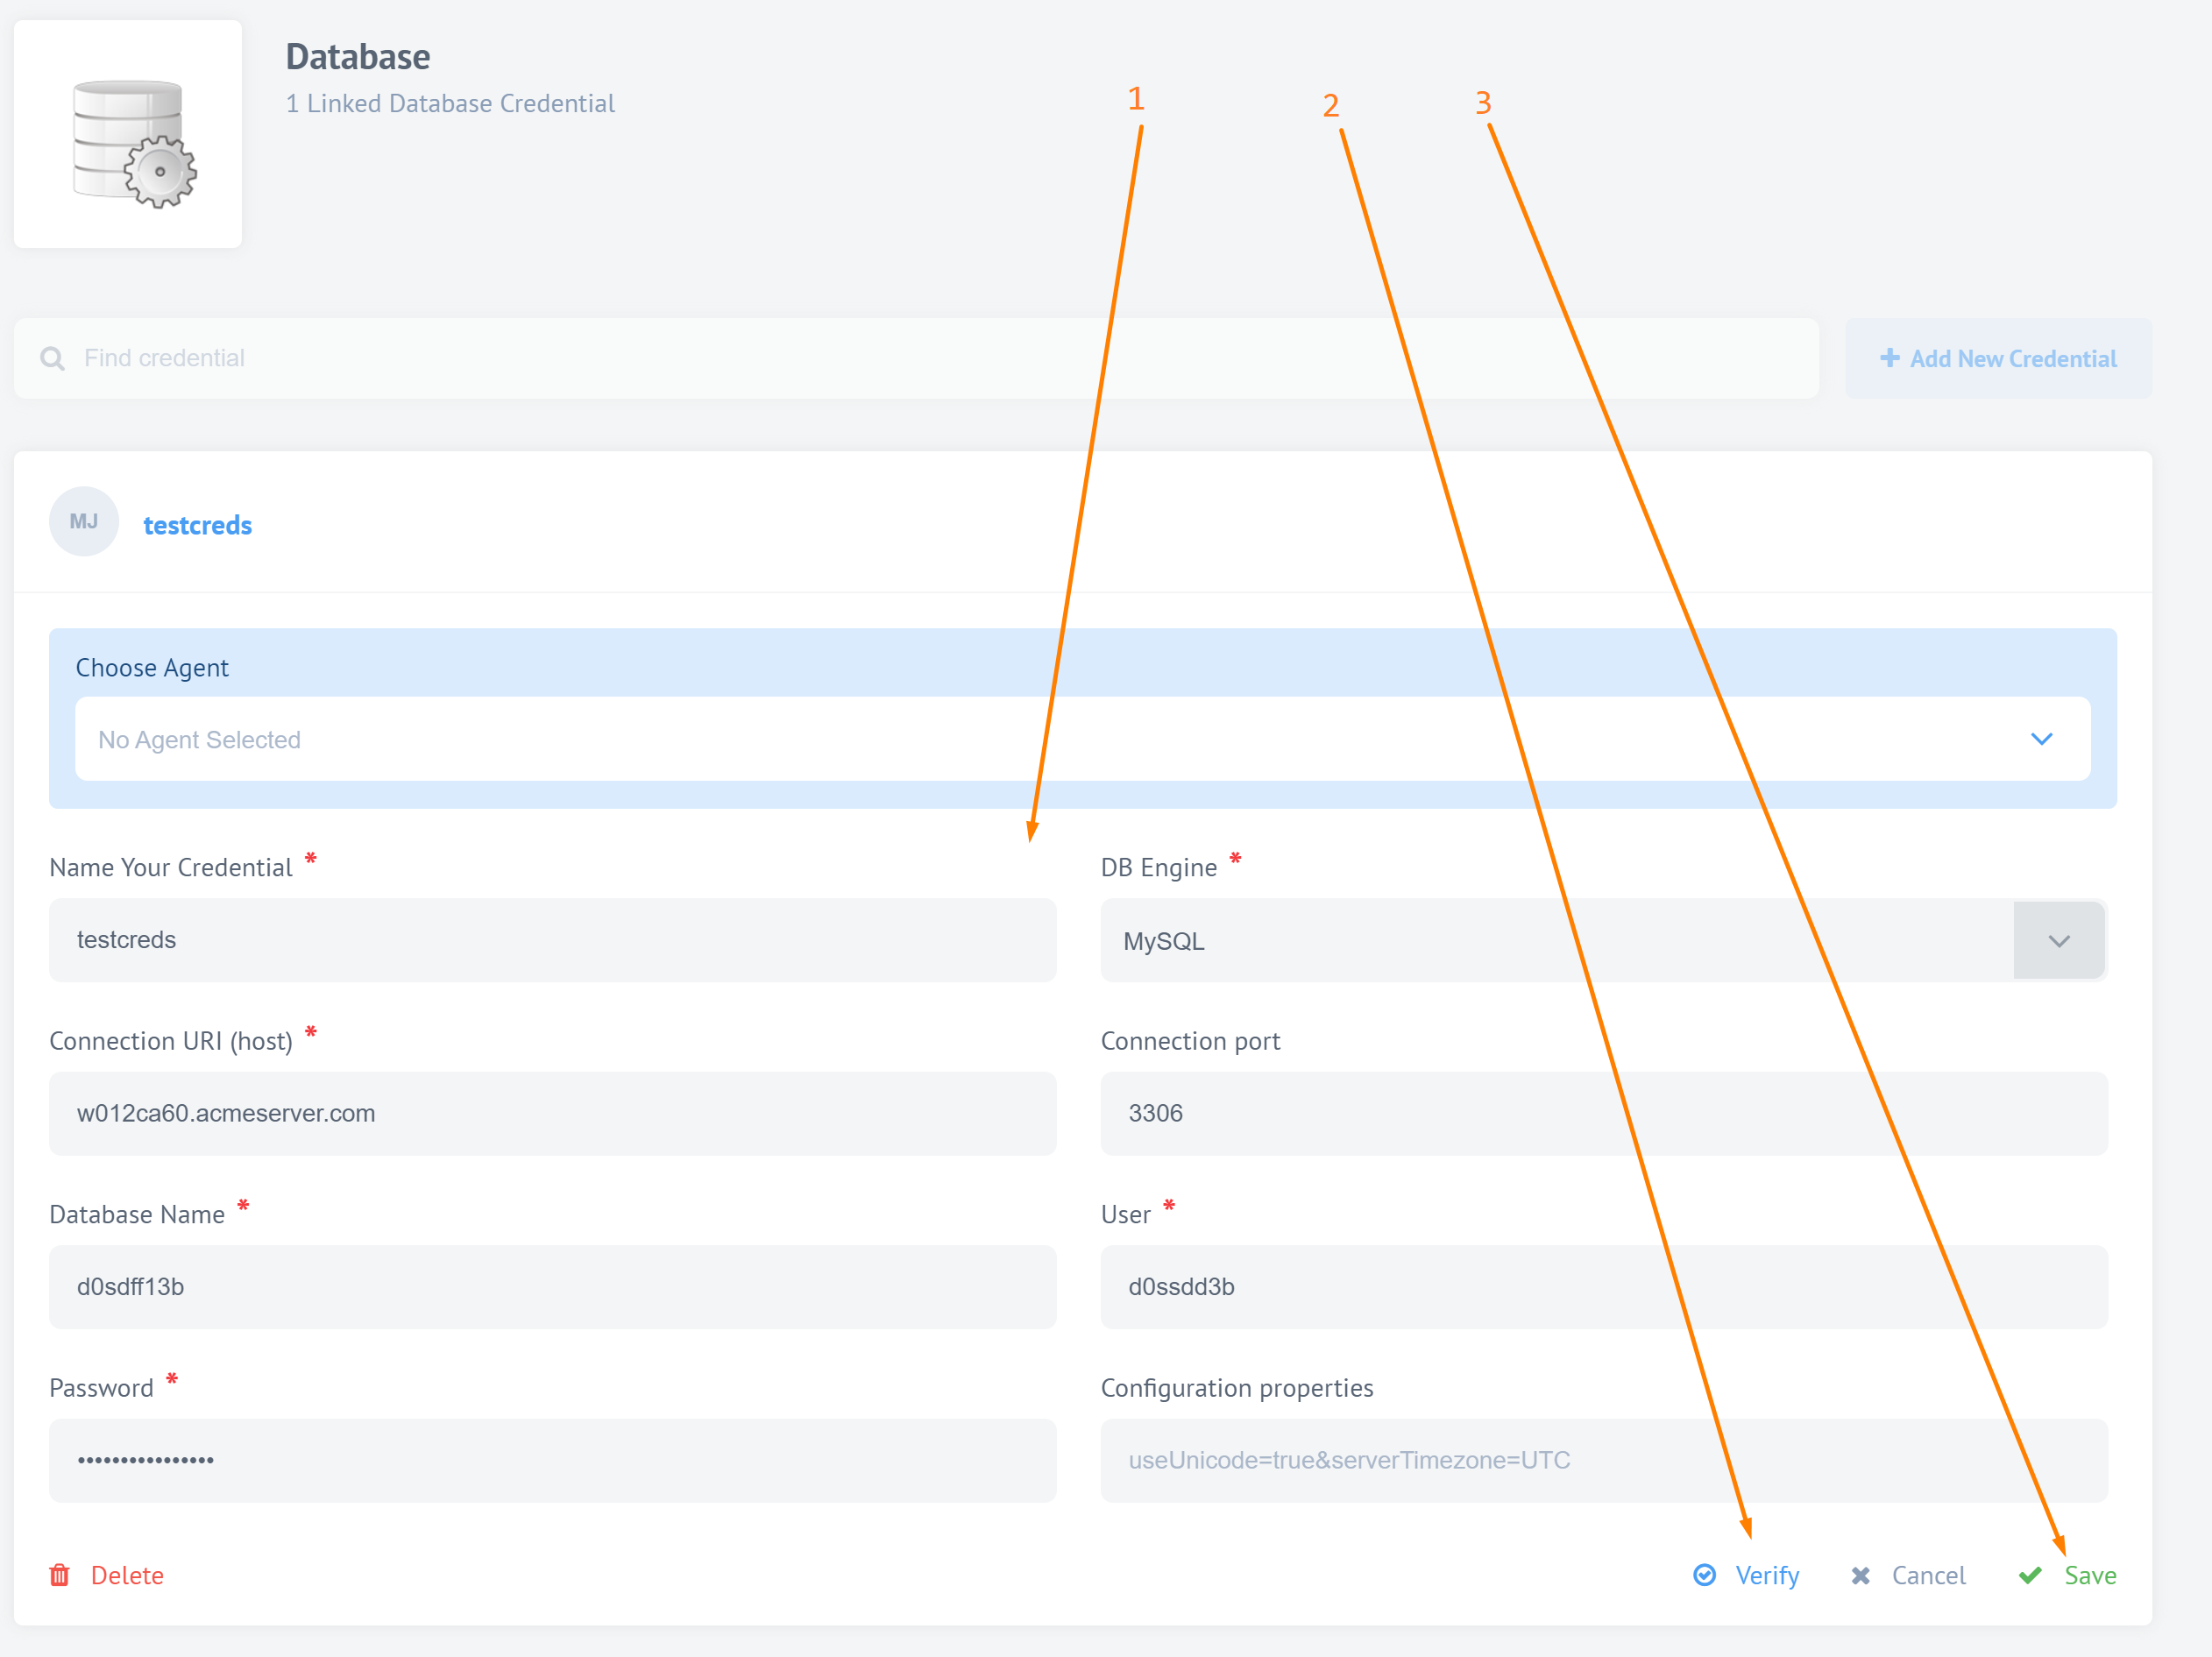 Database
1 Linked Database Credential
1
2
3
Find credential
Add New Credential
MJ
testcreds
Choose Agent
No Agent Selected
Name Your Credential *
DB Engine *
testcreds
MySQL
Connection URI (host) *
Connection port
w012ca60.acmeserver.com
3306
Database Name *
User *
d0sdff13b
d0ssdd3b
Password *
Configuration properties
••••••••••••••••
useUnicode=true&serverTimezone=UTC
Delete
Verify
Cancel
Save